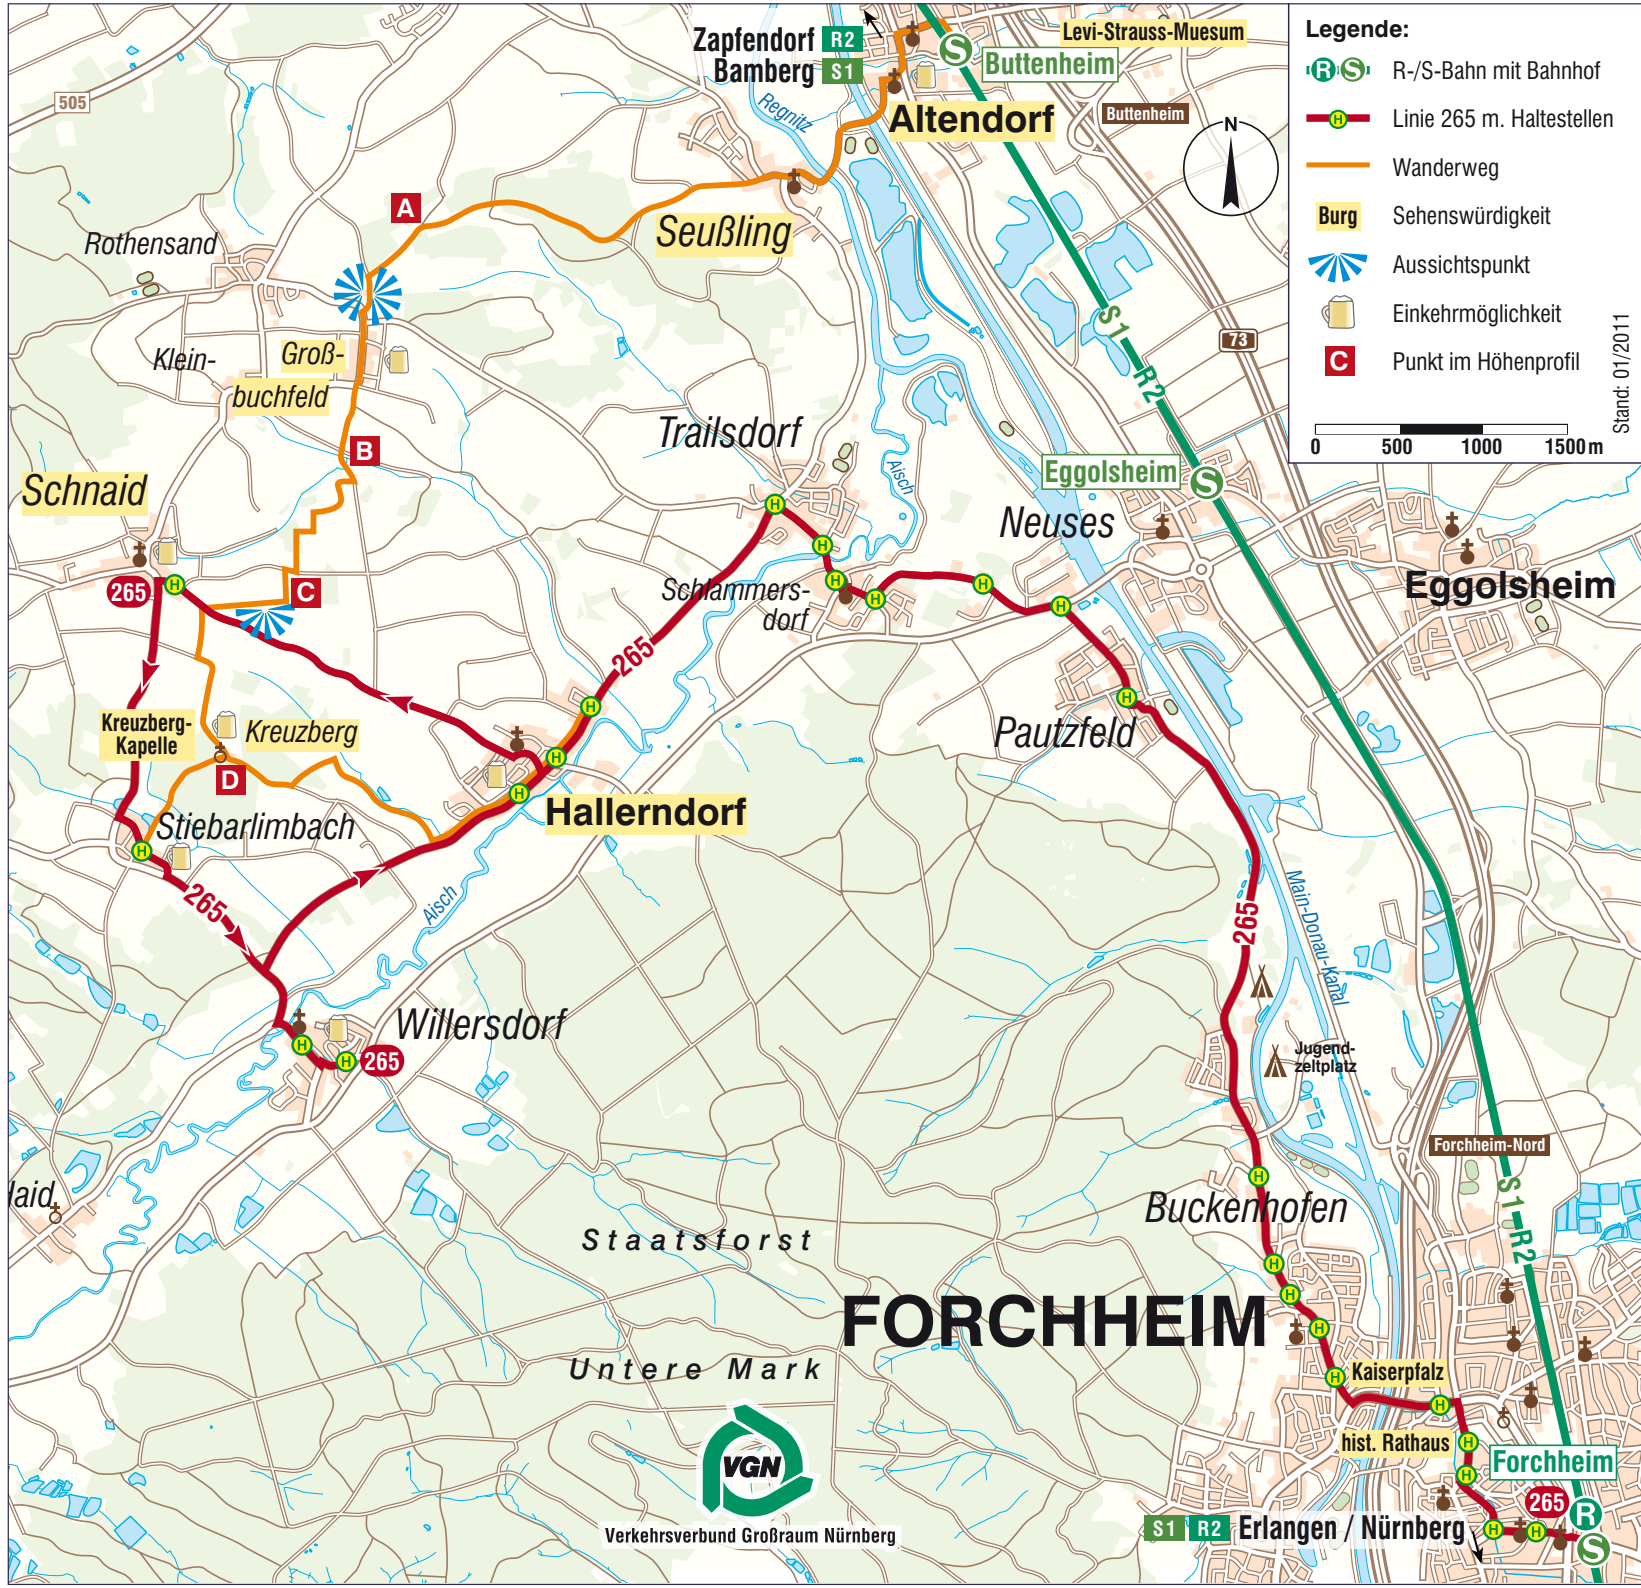 Zapfendorf R2
Bamberg S1
Levi-Strauss-Muesum
S
Buttenheim
Buttenheim
Altendorf
Regnitz
505
N
Legende:
R S R-/S-Bahn mit Bahnhof
H Linie 265 m. Haltestellen
Wanderweg
Burg Sehenswürdigkeit
Aussichtspunkt
Einkehrmöglichkeit
C Punkt im Höhenprofil
0 500 1000 1500m
Stand: 01/2011
A
Seußling
Rothensand
Klein-
Groß-
buchfeld
S1
R2
73
B
Trailsdorf
Aisch
Eggolsheim
S
Neuses
Schnaid
265
H
C
H
H
H
H
H
H
Schlammers-
dorf
Eggolsheim
265
H
H
Pautzfeld
Kreuzberg-
Kapelle
Kreuzberg
D
H
H
Hallerndorf
Stiebarlimbach
H
265
Aisch
265
Main-Donau-Kanal
Willersdorf
H
H
265
Jugend-
zeltplatz
Forchheim-Nord
S1
R2
laid
H
Buckenhofen
Staatsforst
H
H
FORCHHEIM
H
Untere Mark
H
Kaiserpfalz
H
hist. Rathaus
H
H
Forchheim
VGN
Verkehrsverbund Großraum Nürnberg
265
R
S1 R2 Erlangen / Nürnberg
H
H
S